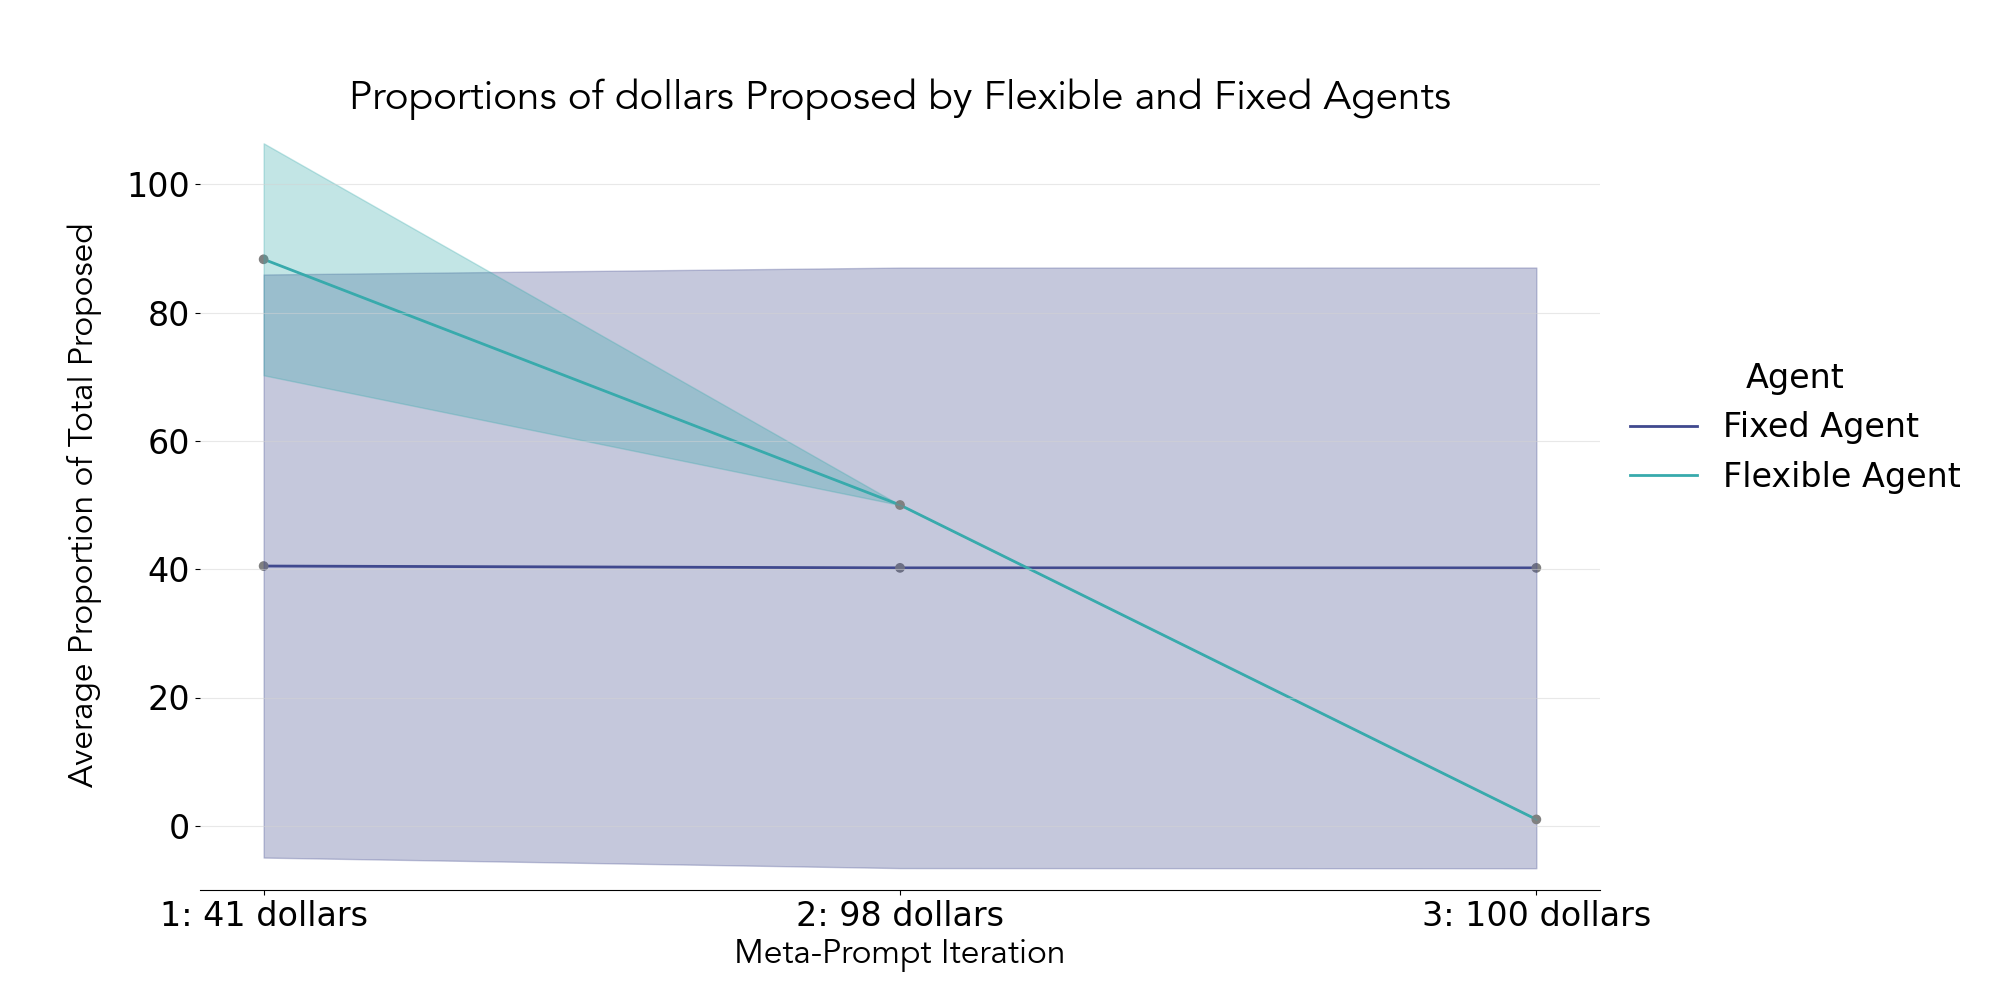 Proportions of dollars Proposed by Flexible and Fixed Agents
Average Proportion of Total Proposed
100
80
60
40
20
0
1: 41 dollars
2: 98 dollars
3: 100 dollars
Meta-Prompt Iteration
Agent
Fixed Agent
Flexible Agent